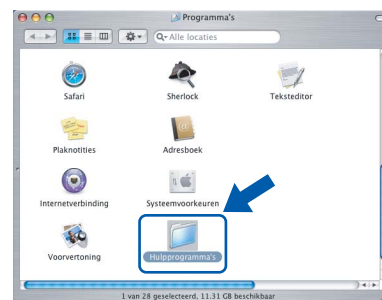 Programma's
Alle locaties
Safari
Sherlock
Teksteditor
Plaknotities
Adresboek
Internetverbinding
Systeemvoorkeuren
Voorvertoning
Hulpprogramma's
1 van 28 geselecteerd, 11.31 GB beschikbaar